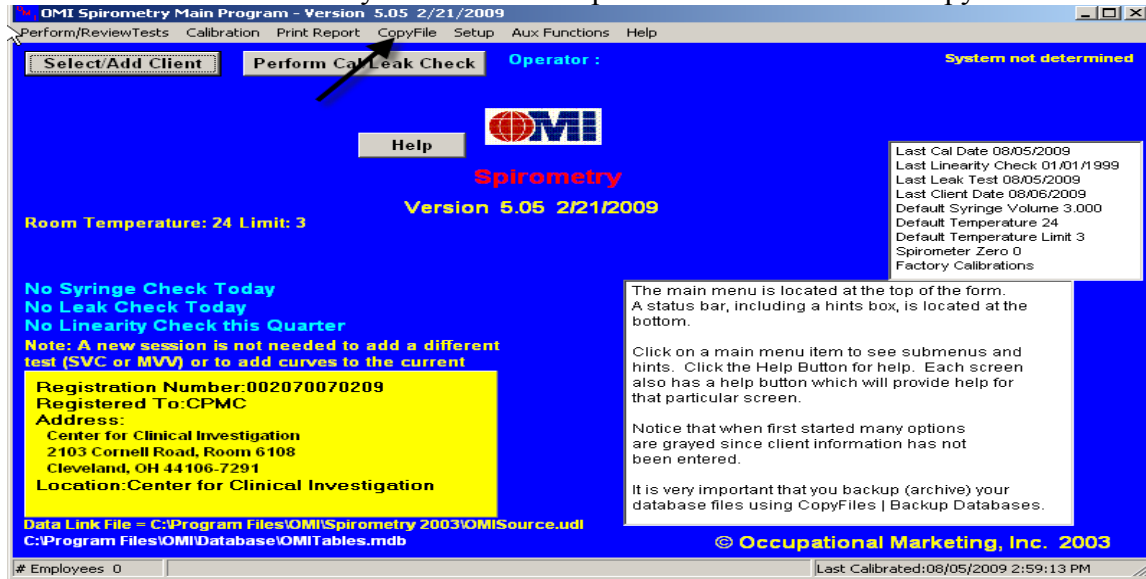 OMI Spirometry Main Program - Version 5.05 2/21/2009
Perform/ReviewTests Calibration Print Report CopyFile Setup Aux Functions Help
Select/Add Client Perform Cal Leak Check Operator : System not determined
OMI
Help
Spirometry
Version 5.05 2/21/2009
Room Temperature: 24 Limit: 3
Last Cal Date 08/05/2009
Last Linearity Check 01/01/1999
Last Leak Test 08/05/2009
Last Client Date 08/06/2009
Default Syringe Volume 3.000
Default Temperature 24
Default Temperature Limit 3
Spirometer Zero 0
Factory Calibrations
No Syringe Check Today
No Leak Check Today
No Linearity Check this Quarter
Note: A new session is not needed to add a different
test (SVC or MVV) or to add curves to the current
Registration Number:002070070209
Registered To:CPMC
Address:
Center for Clinical Investigation
2103 Cornell Road, Room 6108
Cleveland, OH 44106-7291
Location:Center for Clinical Investigation
The main menu is located at the top of the form.
A status bar, including a hints box, is located at the
bottom.
Click on a main menu item to see submenus and
hints. Click the Help Button for help. Each screen
also has a help button which will provide help for
that particular screen.
Notice that when first started many options
are grayed since client information has not
been entered.
It is very important that you backup (archive) your
database files using CopyFiles | Backup Databases.
Data Link File = C:\Program Files\OMI\Spirometry 2003\OMISource.udl
C:\Program Files\OMI\Database\OMITables.mdb
© Occupational Marketing, Inc. 2003
# Employees 0
Last Calibrated:08/05/2009 2:59:13 PM